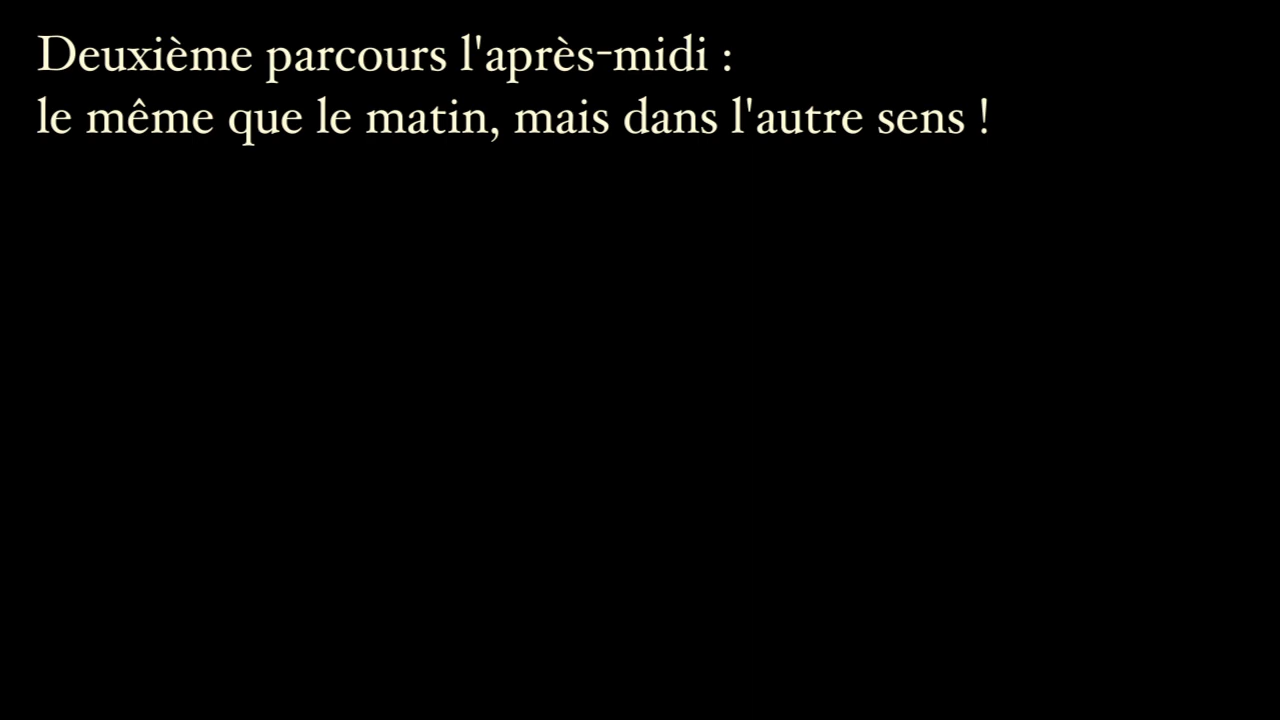 Deuxième parcours l'après-midi :
le même que le matin, mais dans l'autre sens !